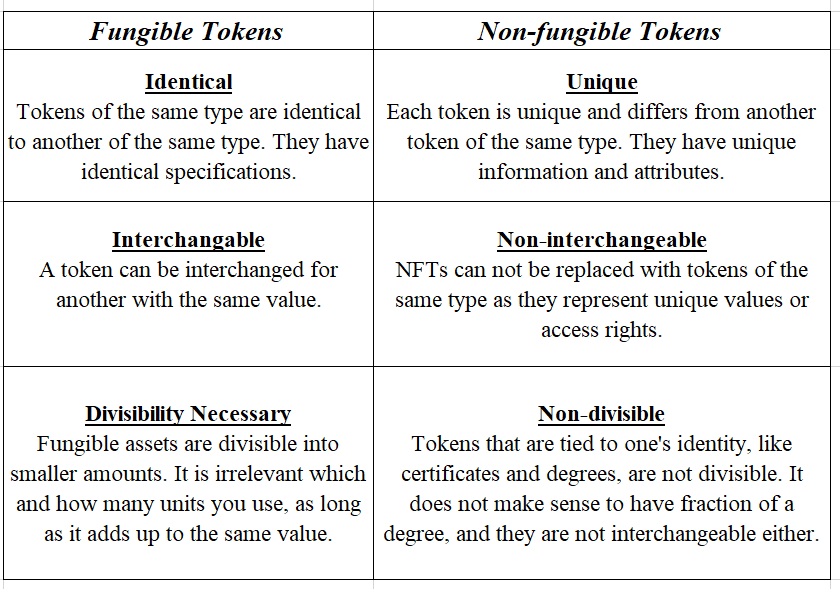 Fungible Tokens
Non-fungible Tokens
Identical
Tokens of the same type are identical
to another of the same type. They have
identical specifications.
Unique
Each token is unique and differs from another
token of the same type. They have unique
information and attributes.
Interchangable
A token can be interchanged for
another with the same value.
Non-interchangeable
NFTs can not be replaced with tokens of the
same type as they represent unique values or
access rights.
Divisibility Necessary
Fungible assets are divisible into
smaller amounts. It is irrelevant which
and how many units you use, as long
as it adds up to the same value.
Non-divisible
Tokens that are tied to one's identity, like
certificates and degrees, are not divisible. It
does not make sense to have fraction of a
degree, and they are not interchangeable either.